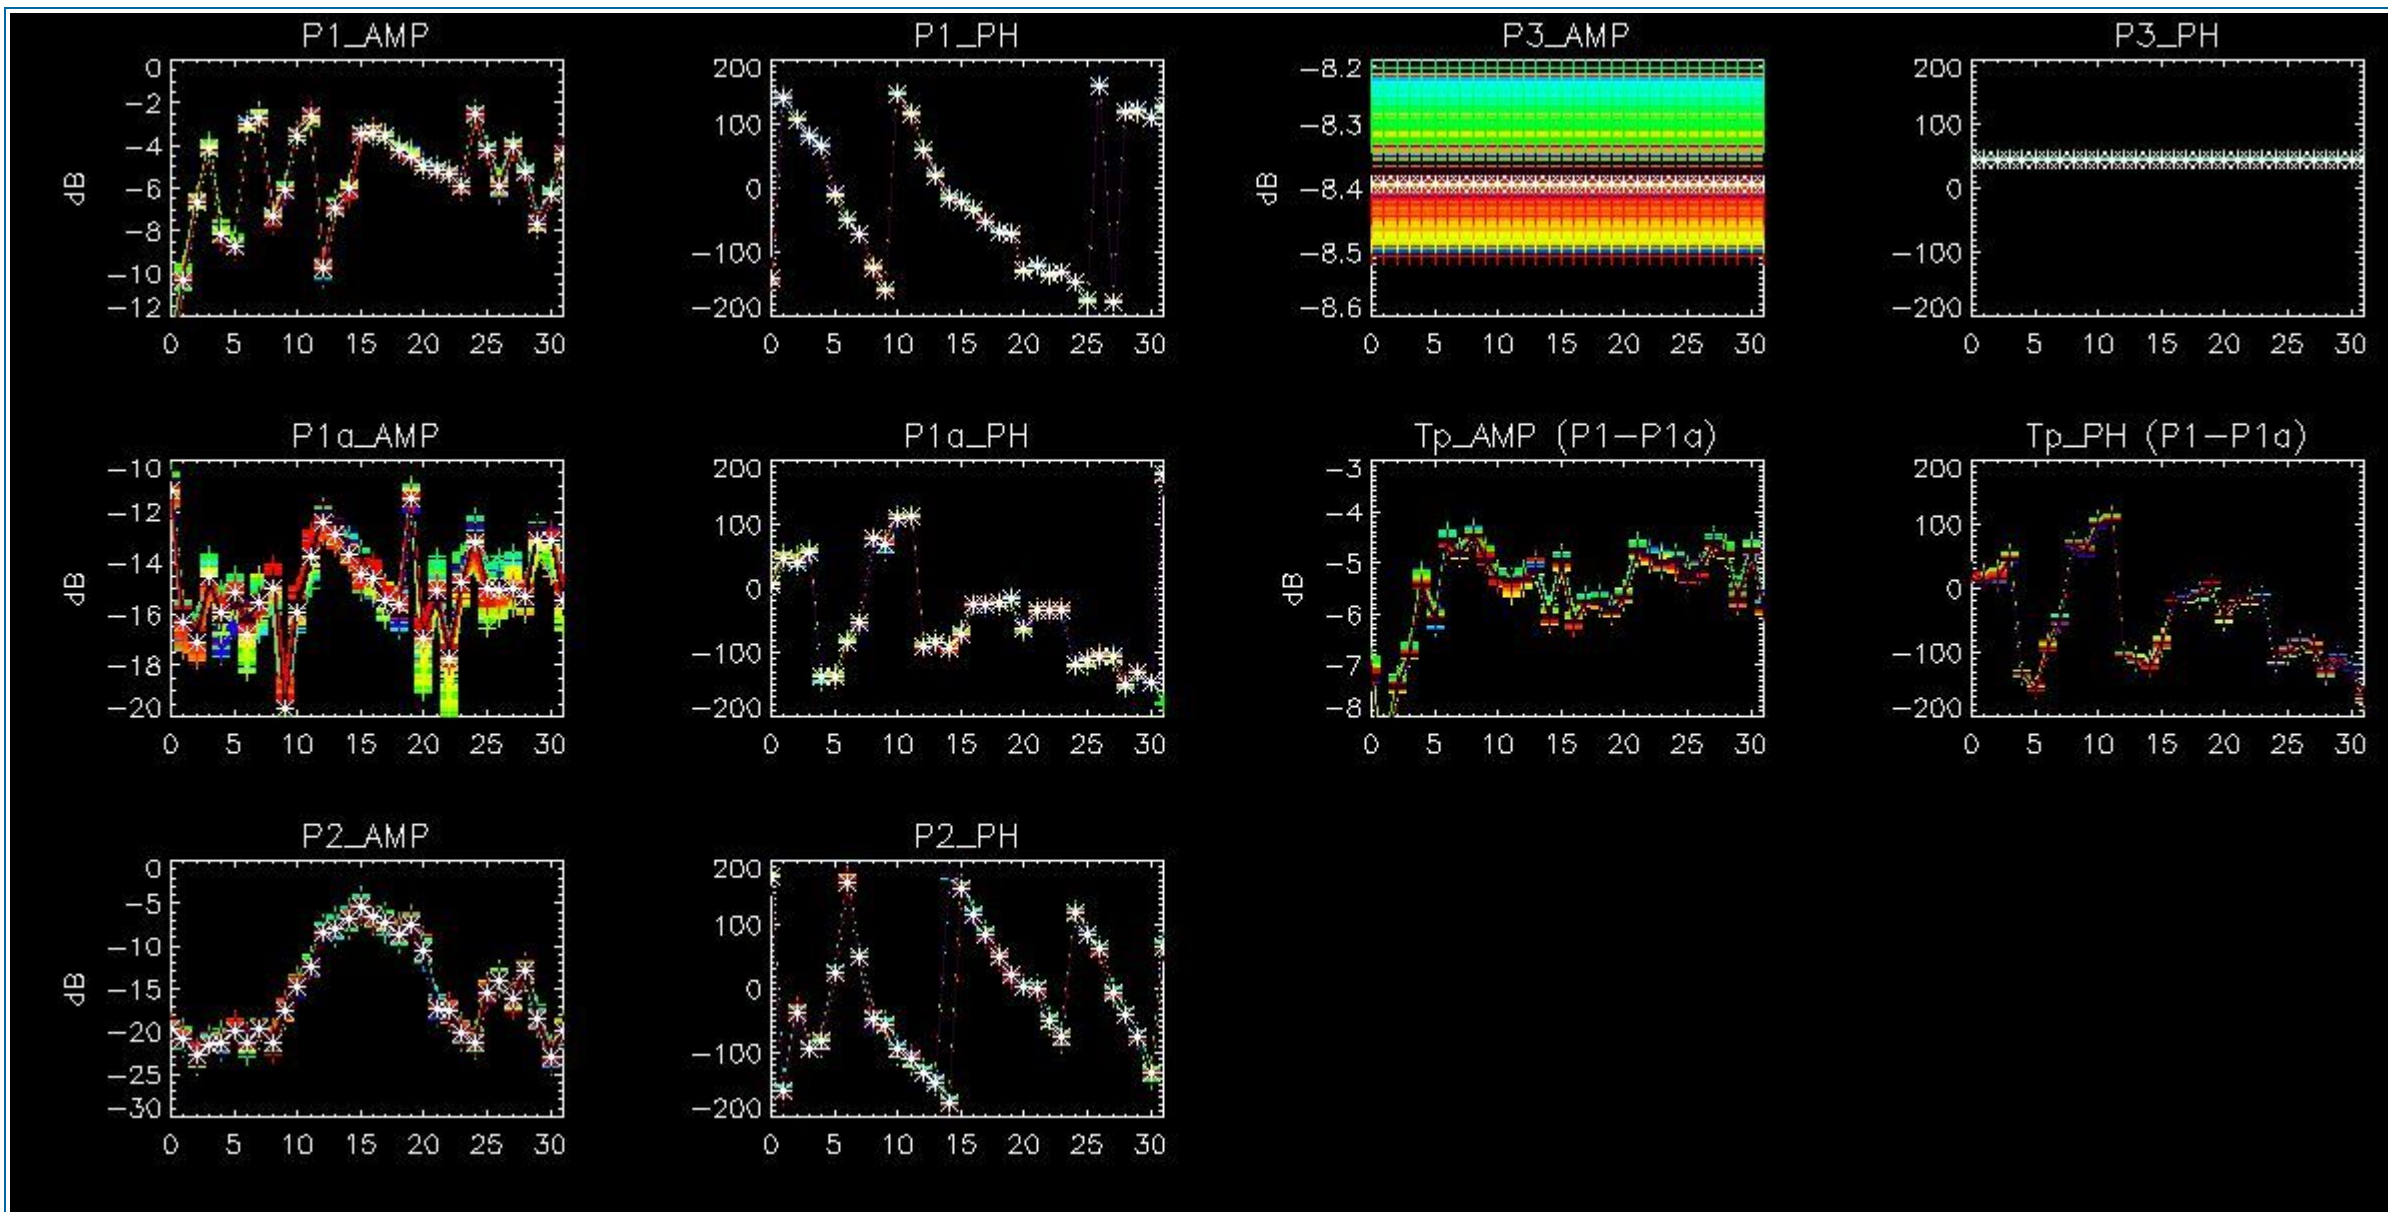 P1_AMP
0
−2
−4
−6
−8
−10
−12
dB
0 5 10 15 20 25 30
P1_PH
200
100
0
−100
−200
0 5 10 15 20 25 30
P3_AMP
−8.2
−8.3
−8.4
−8.5
−8.6
dB
0 5 10 15 20 25 30
P3_PH
200
100
0
−100
−200
0 5 10 15 20 25 30
P1a_AMP
−10
−12
−14
−16
−18
−20
dB
0 5 10 15 20 25 30
P1a_PH
200
100
0
−100
−200
0 5 10 15 20 25 30
Tp_AMP (P1−P1a)
−3
−4
−5
−6
−7
−8
dB
0 5 10 15 20 25 30
Tp_PH (P1−P1a)
200
100
0
−100
−200
0 5 10 15 20 25 30
P2_AMP
0
−5
−10
−15
−20
−25
−30
dB
0 5 10 15 20 25 30
P2_PH
200
100
0
−100
−200
0 5 10 15 20 25 30